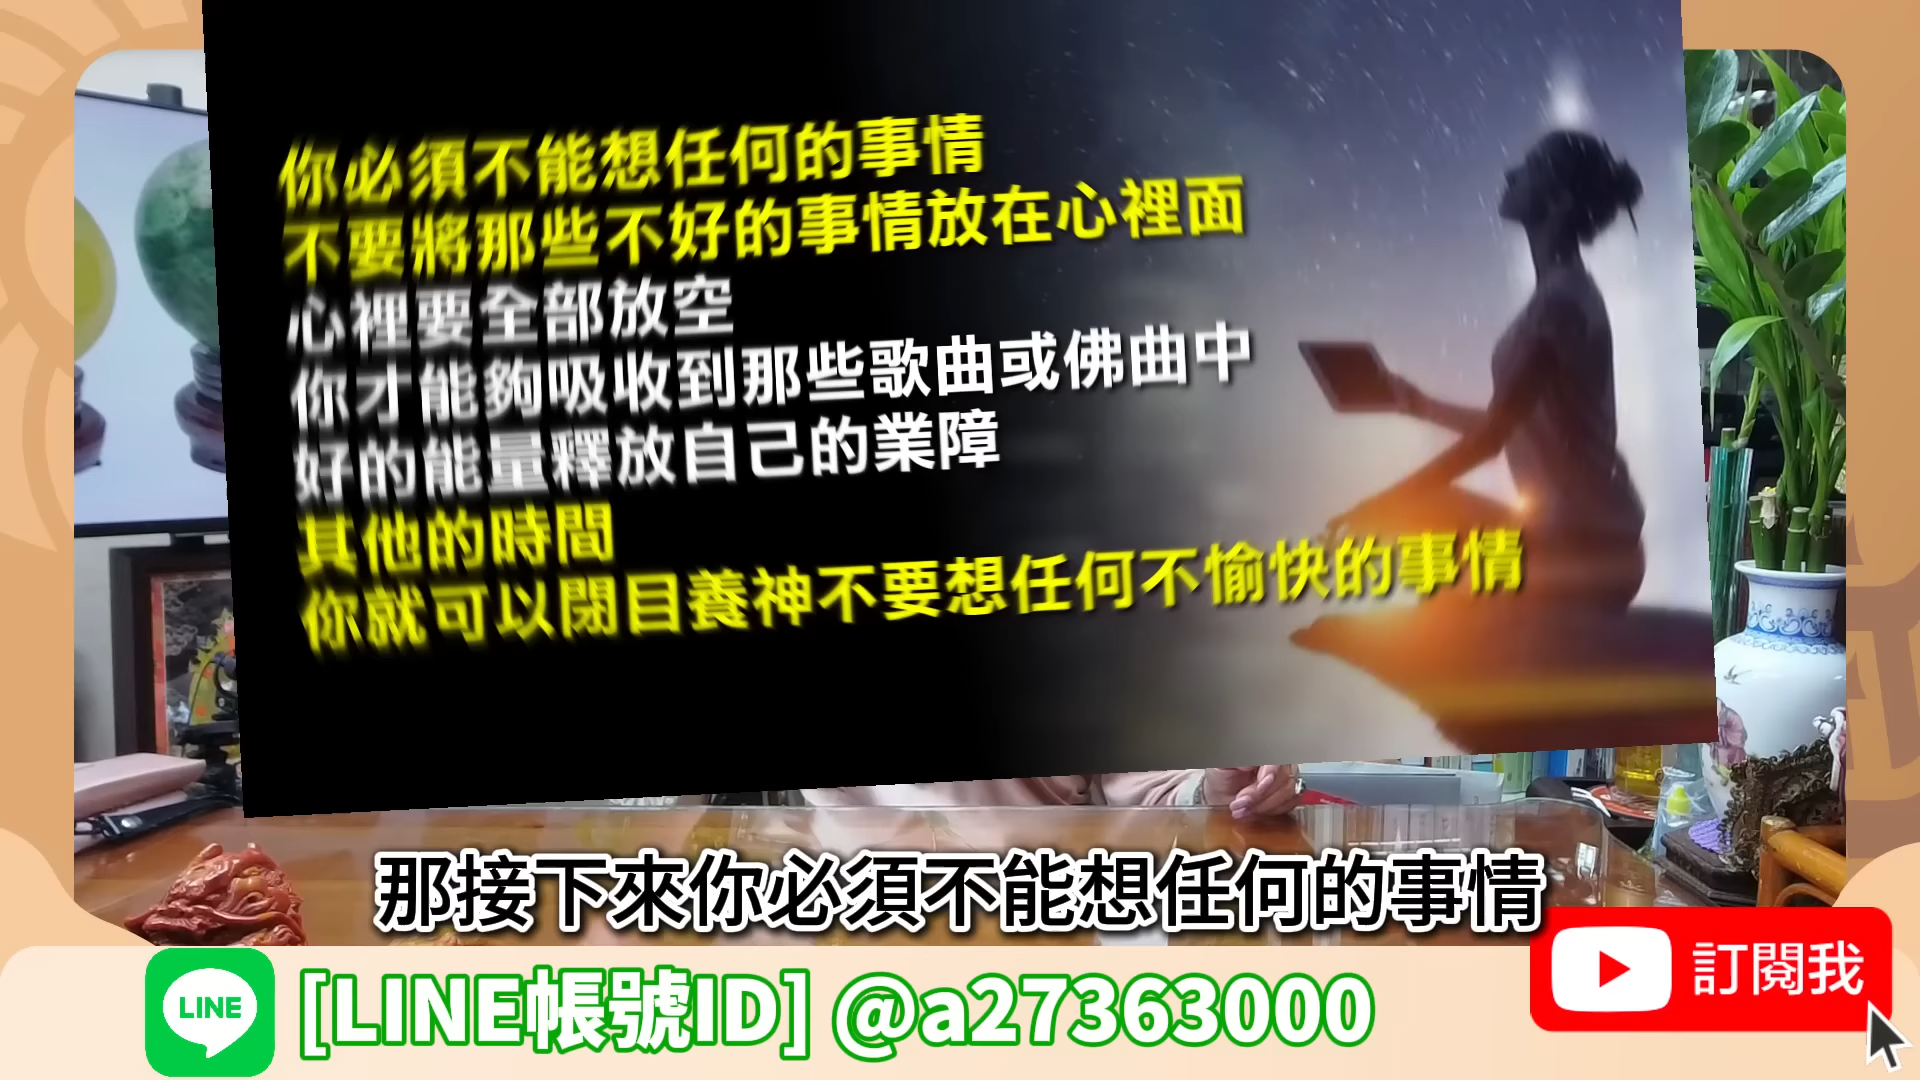 你必須不能想任何的事情
不要將那些不好的事情放在心裡面
心裡要全部放空
你才能夠吸收到那些歌曲或佛曲中
好的能量釋放自己的業障
其他的時間
你就可以閉目養神不要想任何不愉快的事情
那接下來你必須不能想任何的事情
LINE [LINE帳號ID] @a27363000
訂閱我